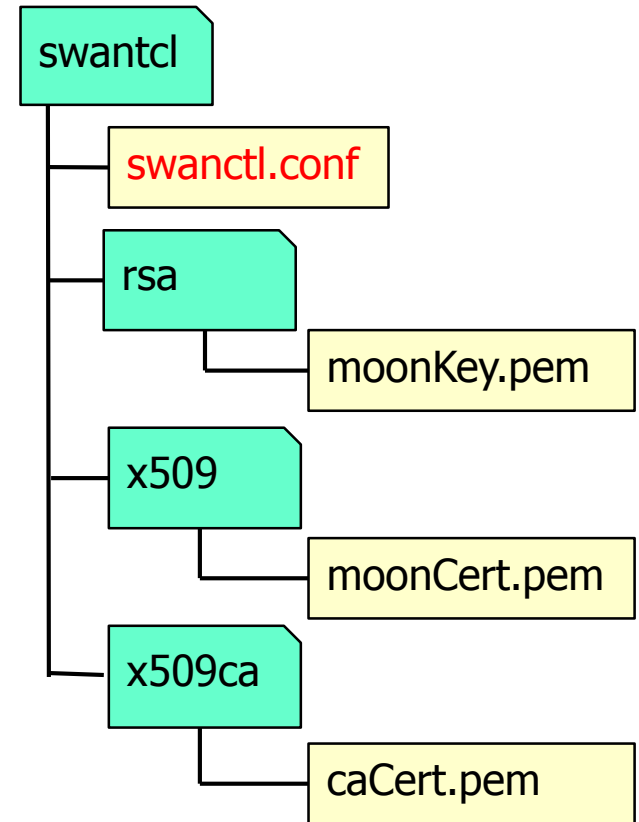 swantcl
swanctl.conf
rsa
moonKey.pem
x509
moonCert.pem
x509ca
caCert.pem